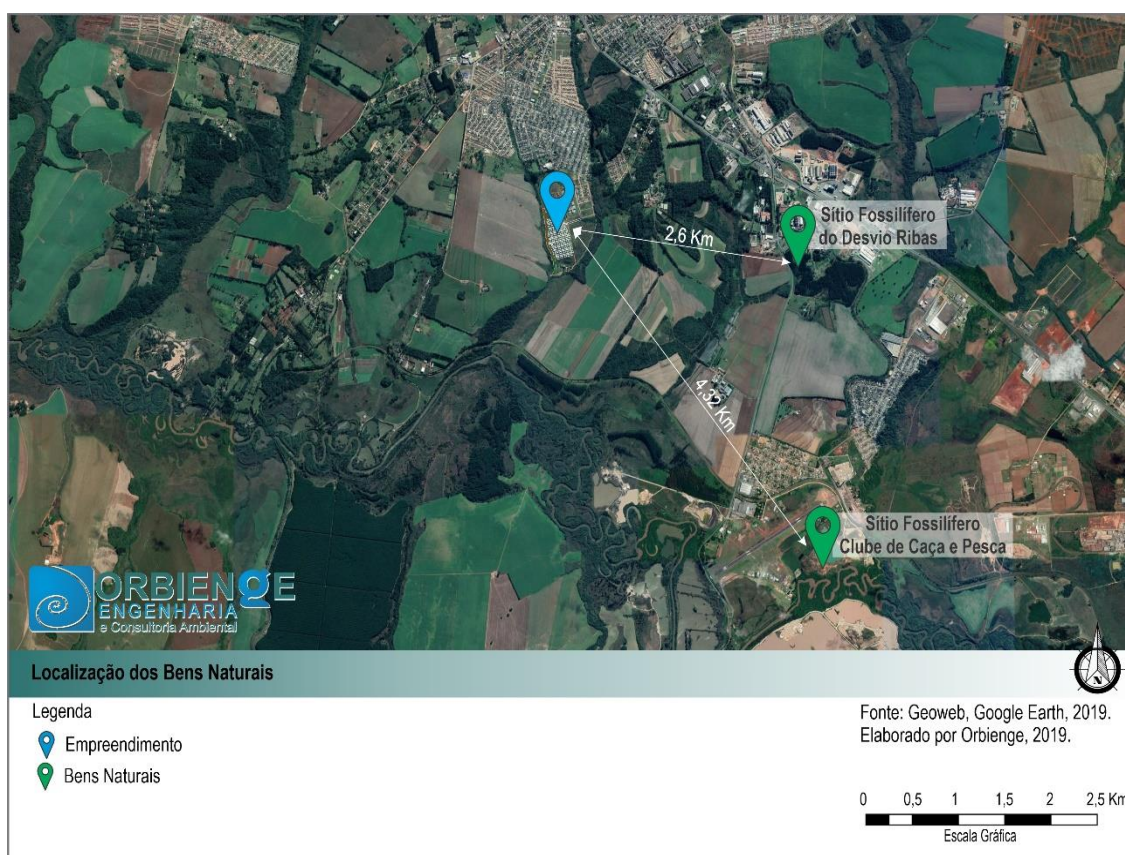 Sítio Fossilífero
do Desvio Ribas
2,6 Km
4,32 Km
Sítio Fossilífero
Clube de Caça e Pesca
ORBIENGE
ENGENHARIA
e Consultoria Ambiental
Localização dos Bens Naturais
N
Legenda
Empreendimento
Bens Naturais
Fonte: Geoweb, Google Earth, 2019.
Elaborado por Orbienge, 2019.
0 0,5 1 1,5 2 2,5 Km
Escala Gráfica